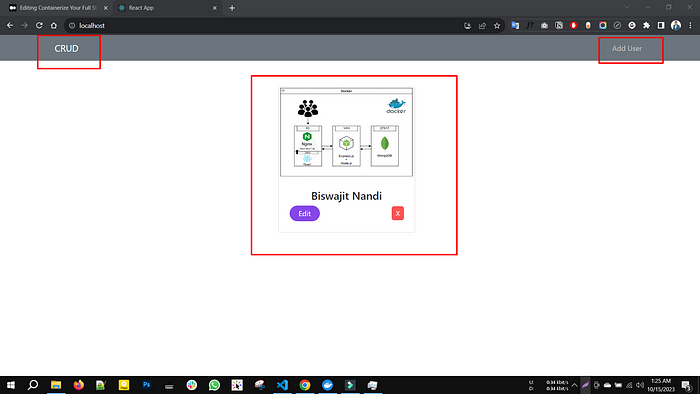 Editing Containerize Your Full St
React App
localhost
CRUD
Add User
Docker
docker
Nginx
Express.js
Node.js
MongoDB
React
Biswajit Nandi
Edit
X
U: 0.34 kbit/s
D: 0.34 kbit/s
1:25 AM
10/15/2023